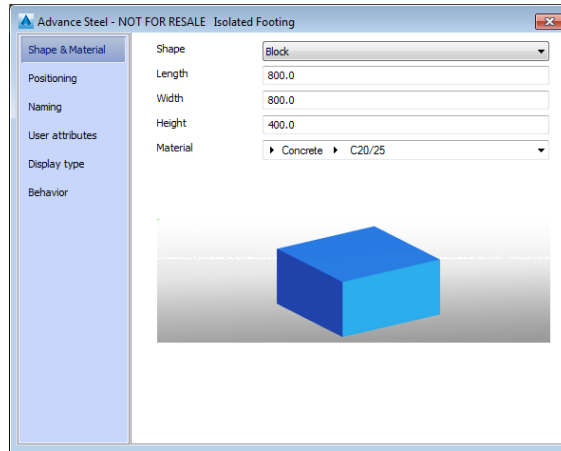 Advance Steel - NOT FOR RESALE Isolated Footing
Shape & Material
Positioning
Naming
User attributes
Display type
Behavior
Shape Block
Length 800.0
Width 800.0
Height 400.0
Material Concrete C20/25